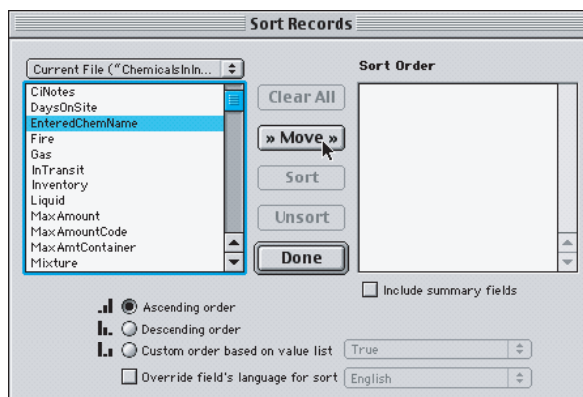 Sort Records
Current File ("ChemicalsInIn...
Sort Order
CiNotes
DaysOnSite
EnteredChemName
Fire
Gas
InTransit
Inventory
Liquid
MaxAmount
MaxAmountCode
MaxAmtContainer
Mixture
Clear All
» Move »
Sort
Unsort
Done
Include summary fields
Ascending order
Descending order
Custom order based on value list True
Override field's language for sort English